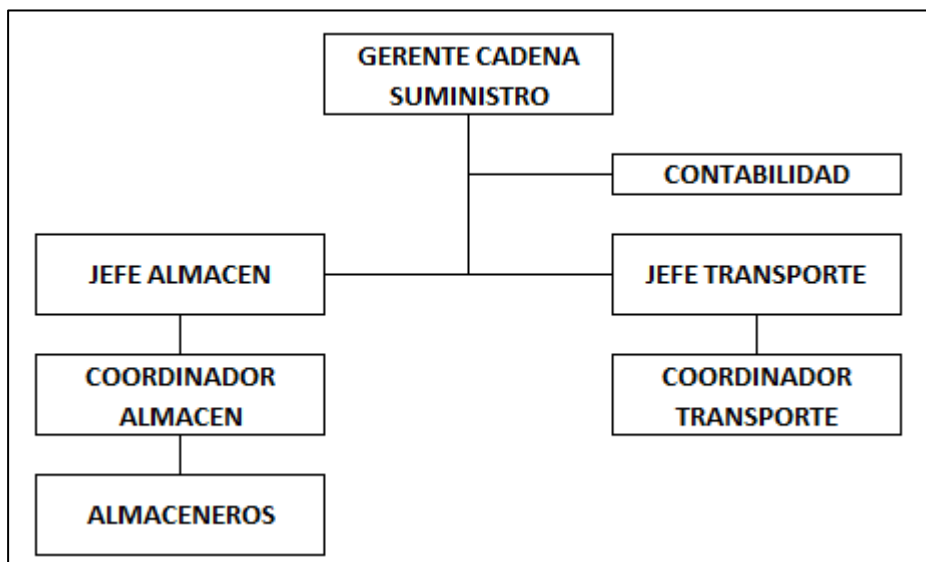 GERENTE CADENA
SUMINISTRO
CONTABILIDAD
JEFE ALMACEN
JEFE TRANSPORTE
COORDINADOR
ALMACEN
COORDINADOR
TRANSPORTE
ALMACENEROS